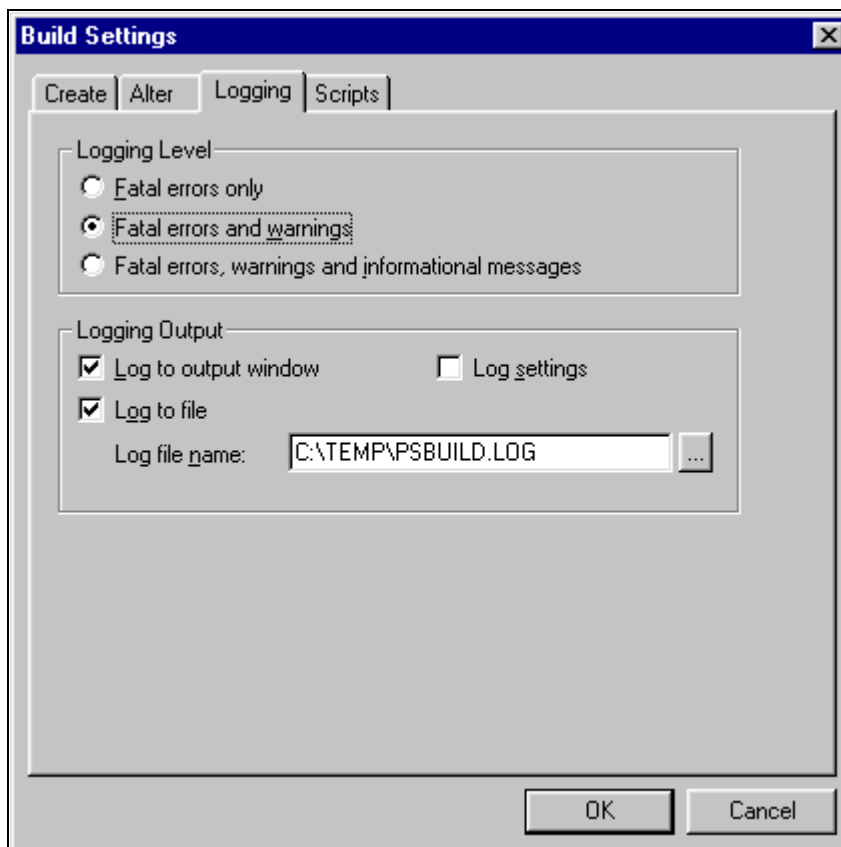 Build Settings
Create Alter Logging Scripts
Logging Level
Fatal errors only
Fatal errors and warnings
Fatal errors, warnings and informational messages
Logging Output
Log to output window Log settings
Log to file
Log file name: C:\TEMP\PSBUILD.LOG ...
OK Cancel